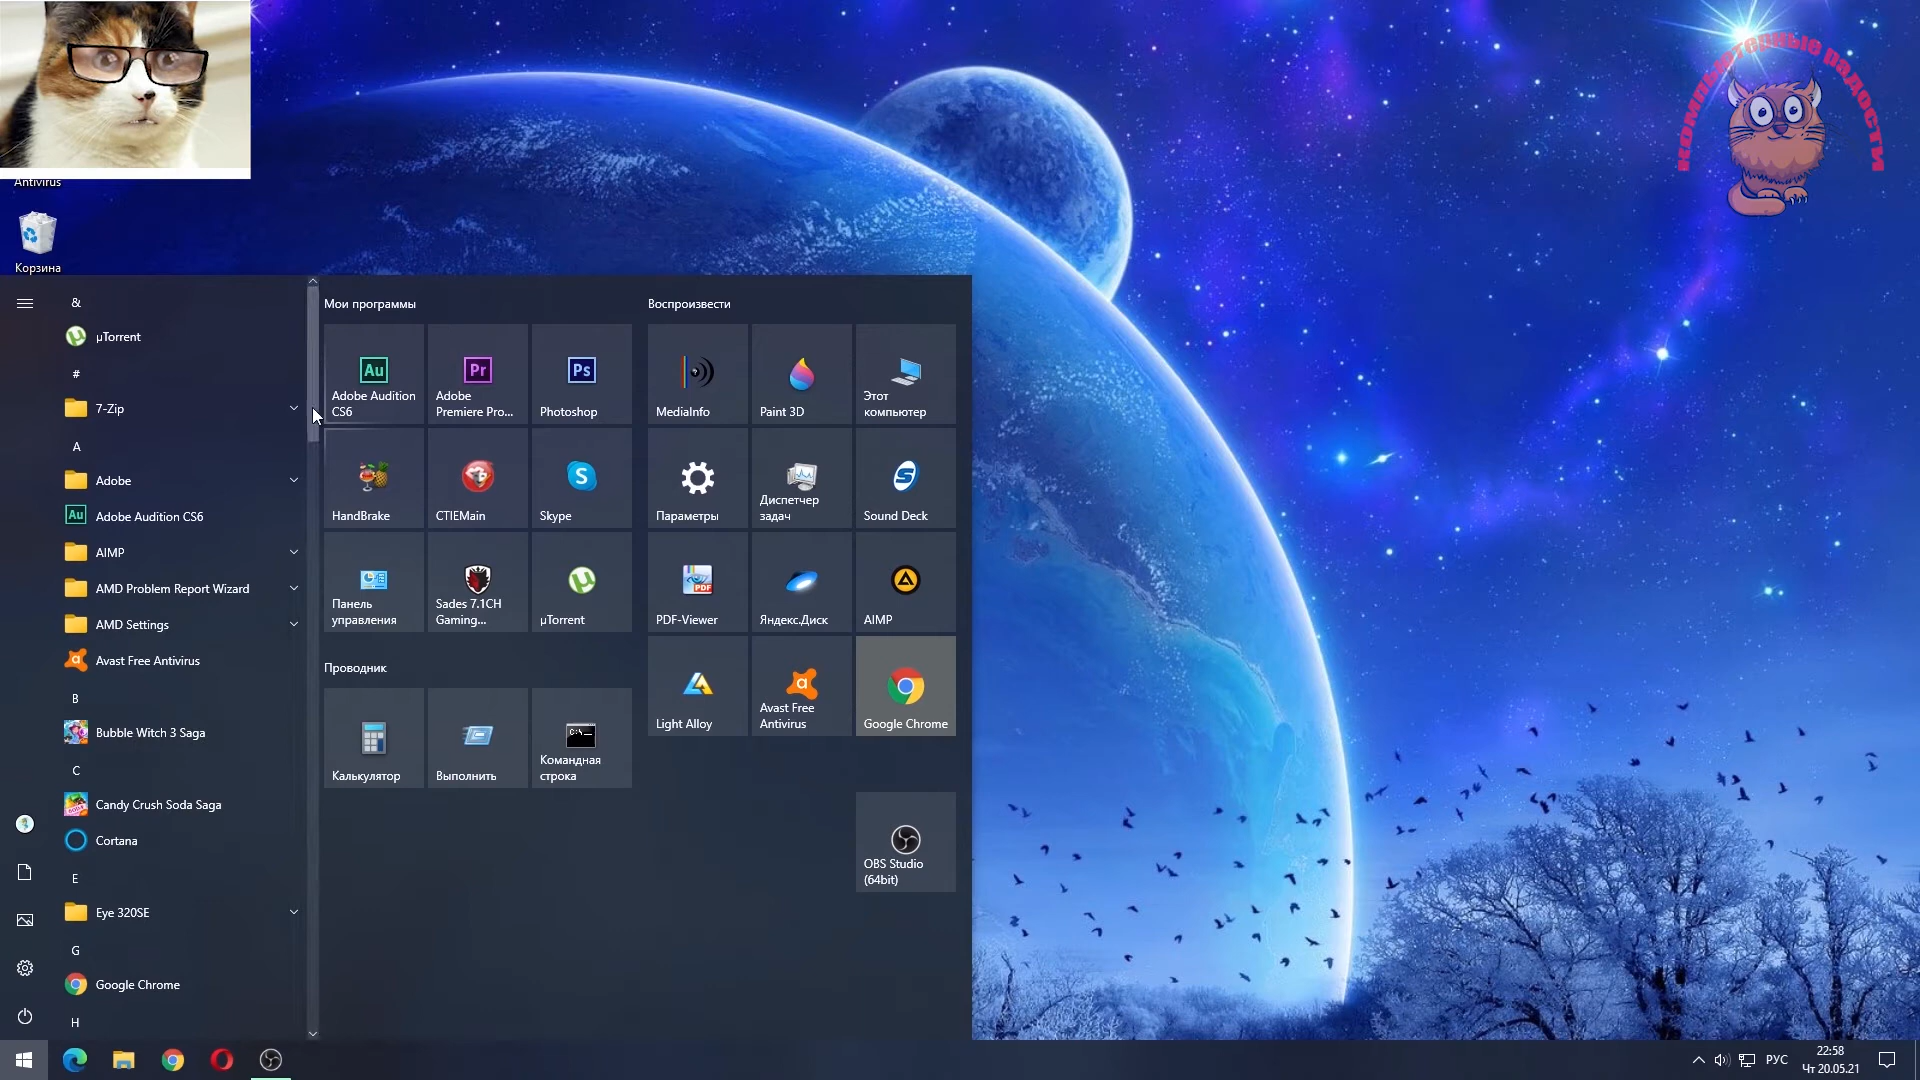 компьютерные радости
Antivirus
Корзина
&
µTorrent
#
7-Zip
A
Adobe
Adobe Audition CS6
AIMP
AMD Problem Report Wizard
AMD Settings
Avast Free Antivirus
B
Bubble Witch 3 Saga
C
Candy Crush Soda Saga
Cortana
E
Eye 320SE
G
Google Chrome
H
Мои программы
Au
Adobe Audition
CS6
Pr
Adobe
Premiere Pro...
Ps
Photoshop
HandBrake
CTIEMain
S
Skype
Панель
управления
Sades 7.1CH
Gaming...
µTorrent
Проводник
Калькулятор
Выполнить
C:\
Командная
строка
Воспроизвести
MediaInfo
Paint 3D
Этот
компьютер
Параметры
Диспетчер
задач
Sound Deck
PDF
PDF-Viewer
Яндекс.Диск
AIMP
Light Alloy
Avast Free
Antivirus
Google Chrome
OBS Studio
(64bit)
РУС
22:58
Чт 20.05.21